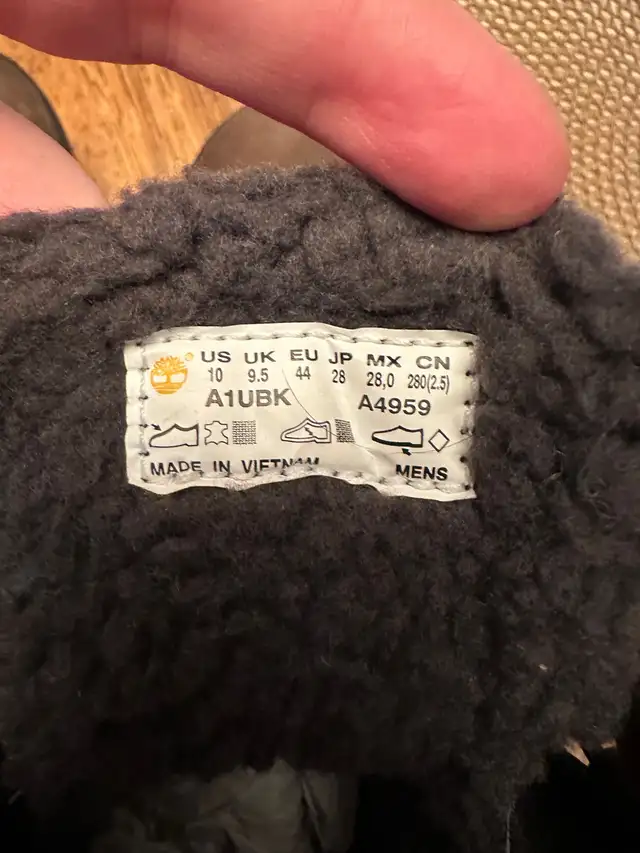 US UK EU JP MX CN
10 9.5 44 28 28,0 280(2.5)
A1UBK A4959
MADE IN VIETNAM MENS